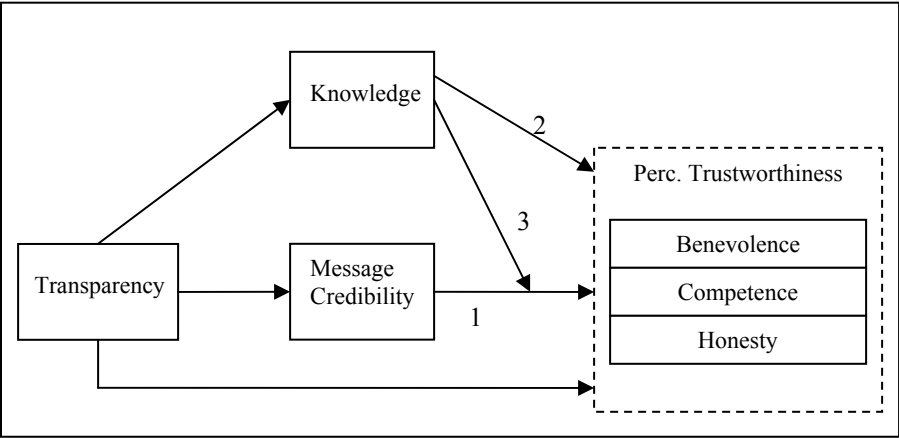 Knowledge
2
Perc. Trustworthiness
3
Benevolence
Transparency
Message
Credibility
Competence
1
Honesty